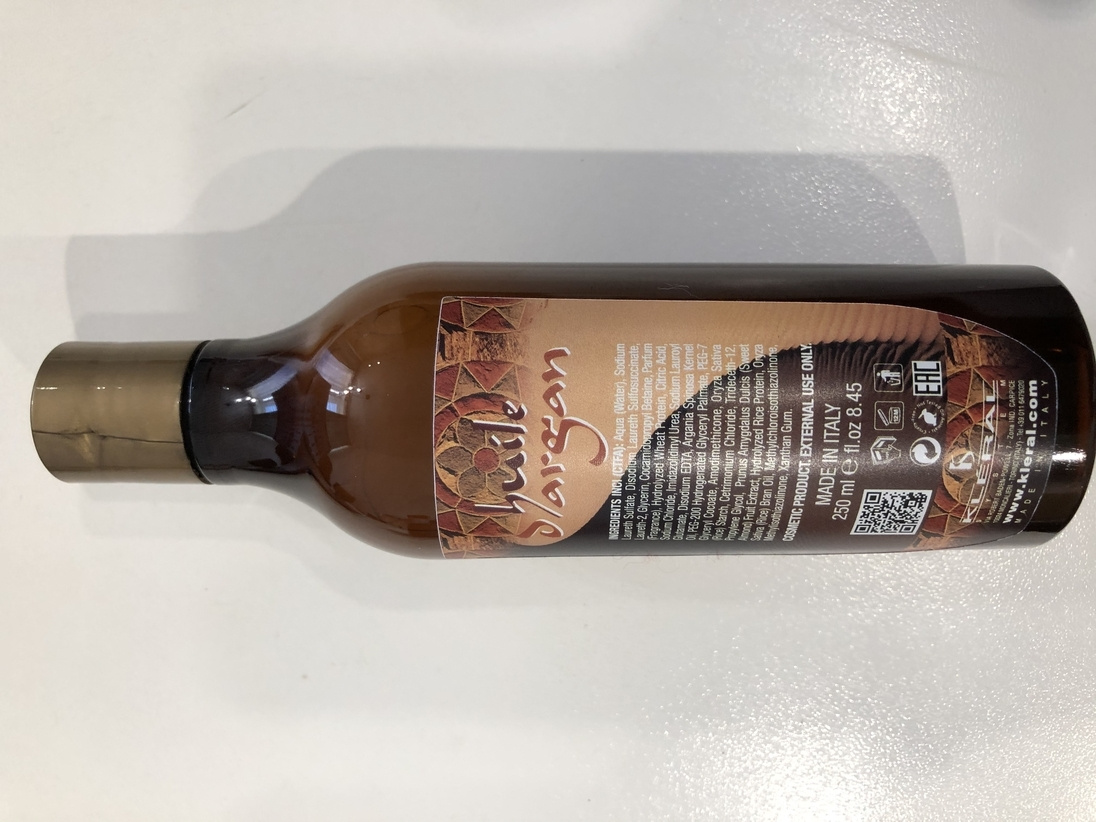 huile
D'argan
INGREDIENTS INCI (CTFA): Aqua (Water), Sodium
Laureth Sulfate, Disodium Laureth Sulfosuccinate,
Laureth-2, Glycerin, Cocamidopropyl Betaine, Parfum
(Fragrance), Hydrolyzed Wheat Protein, Citric Acid,
Sodium Chloride, Imidazolidinyl Urea, Sodium Lauroyl
Glutamate, Disodium EDTA, Argania Spinosa Kernel
Oil, PEG-200 Hydrogenated Glyceryl Palmate, PEG-7
Glyceryl Cocoate, Amodimethicone, Oryza Sativa
(Rice) Starch, Cetrimonium Chloride, Trideceth-12,
Propylene Glycol, Prunus Amygdalus Dulcis (Sweet
Almond) Fruit Extract, Hydrolyzed Rice Protein, Oryza
Sativa (Rice) Bran Oil, Methylchloroisothiazolinone,
Methylisothiazolinone, Xanthan Gum.
COSMETIC PRODUCT. EXTERNAL USE ONLY.
MADE IN ITALY
250 ml e fl.oz 8.45
EAC
KLERAL
SYSTEM
www.kleral.com
MADE IN ITALY